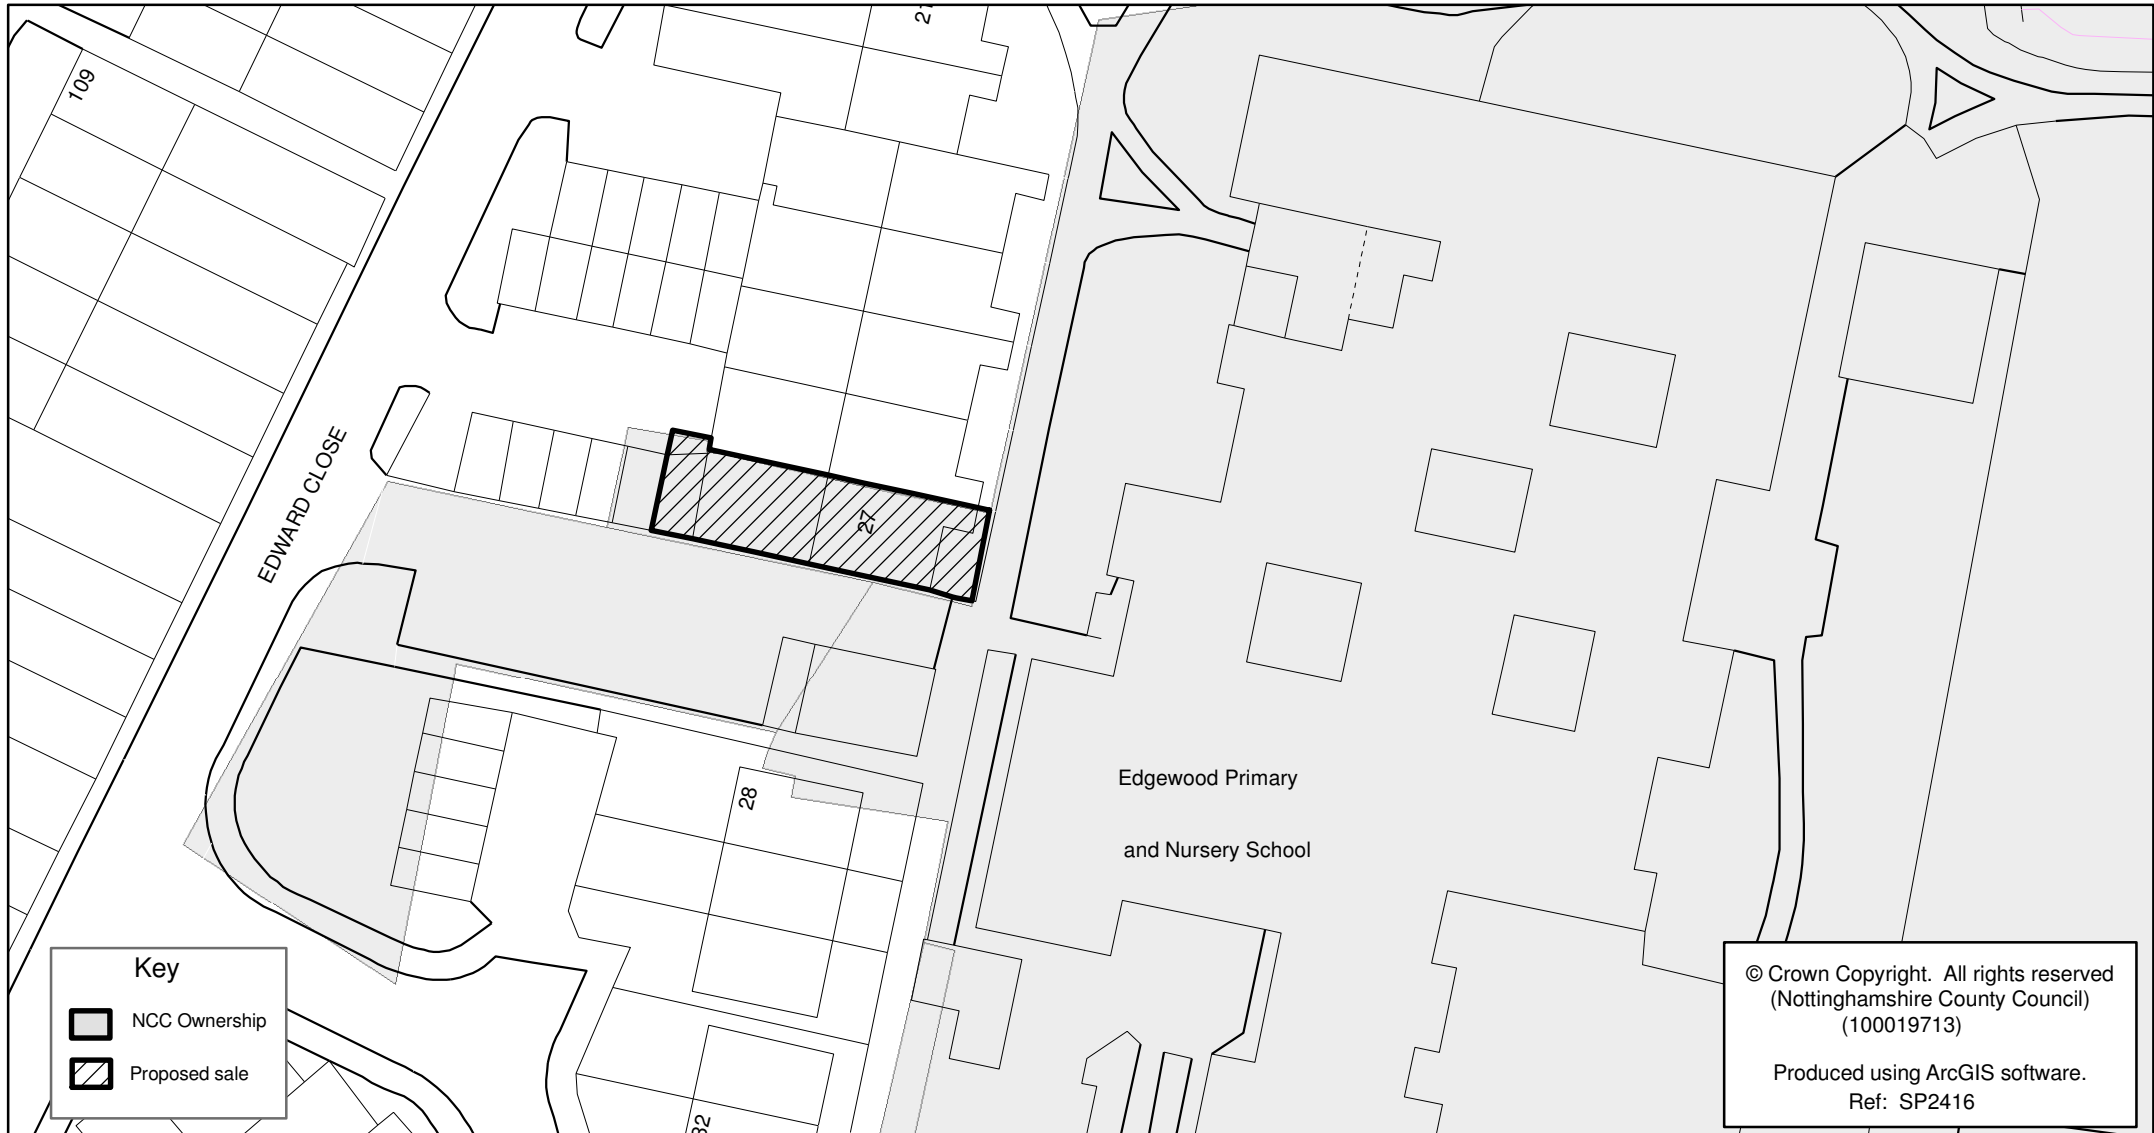 109
EDWARD CLOSE
27
28
Edgewood Primary
and Nursery School
Key
NCC Ownership
Proposed sale
© Crown Copyright. All rights reserved
(Nottinghamshire County Council)
(100019713)
Produced using ArcGIS software.
Ref: SP2416